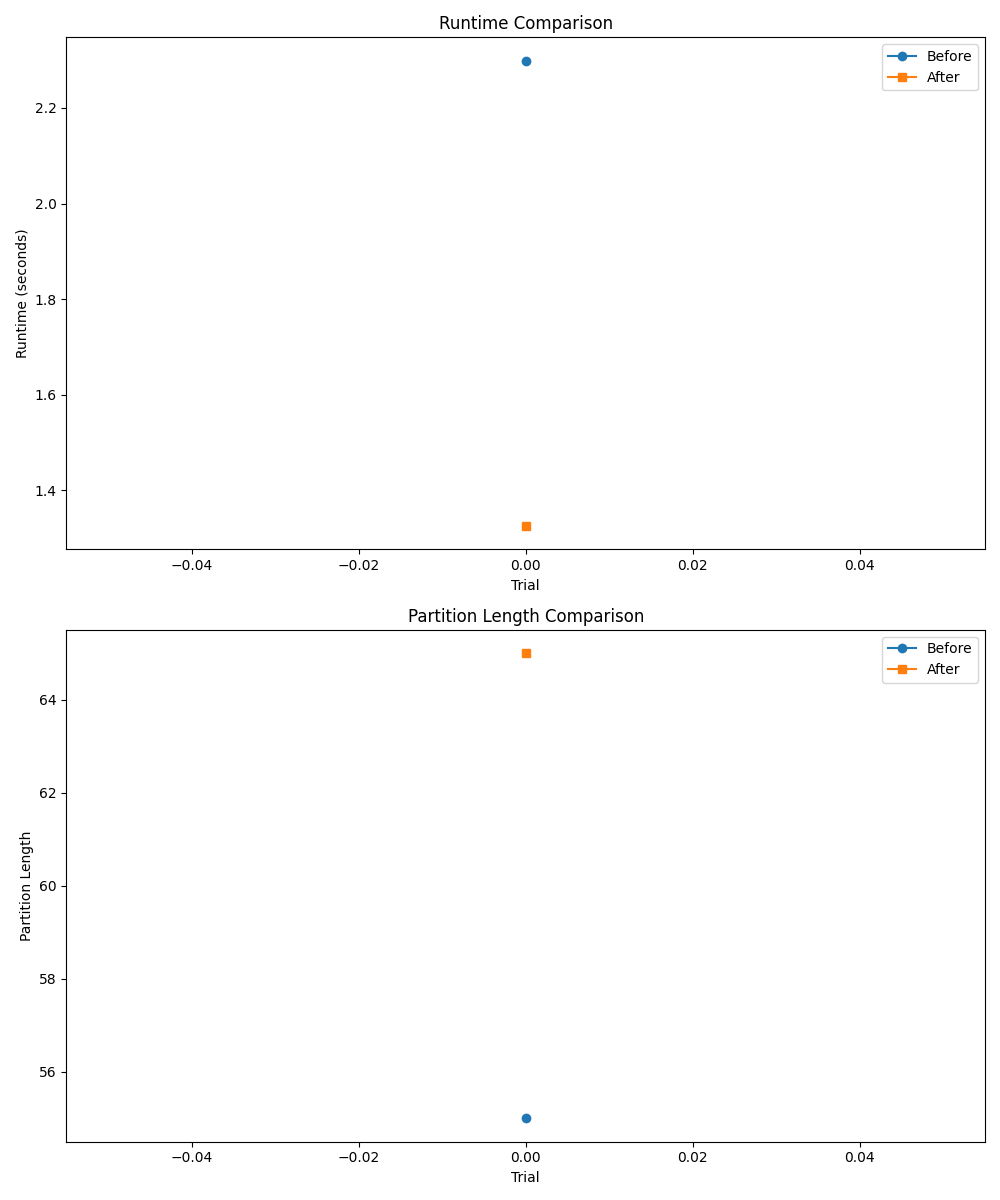 Runtime Comparison
Before
After
2.2
2.0
1.8
1.6
1.4
Runtime (seconds)
−0.04 −0.02 0.00 0.02 0.04
Trial
Partition Length Comparison
Before
After
64
62
60
58
56
Partition Length
−0.04 −0.02 0.00 0.02 0.04
Trial